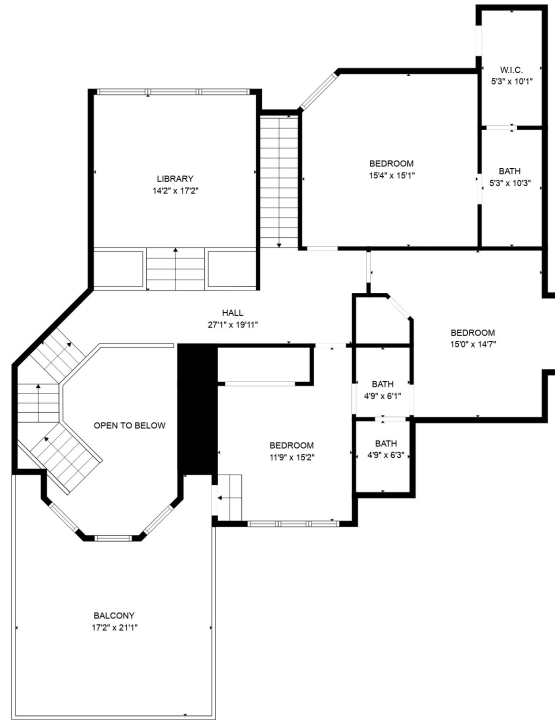 W.I.C.
5'3" x 10'1"
BEDROOM
15'4" x 15'1"
BATH
5'3" x 10'3"
LIBRARY
14'2" x 17'2"
HALL
27'1" x 19'11"
BEDROOM
15'0" x 14'7"
BATH
4'9" x 6'1"
OPEN TO BELOW
BEDROOM
11'9" x 15'2"
BATH
4'9" x 6'3"
BALCONY
17'2" x 21'1"